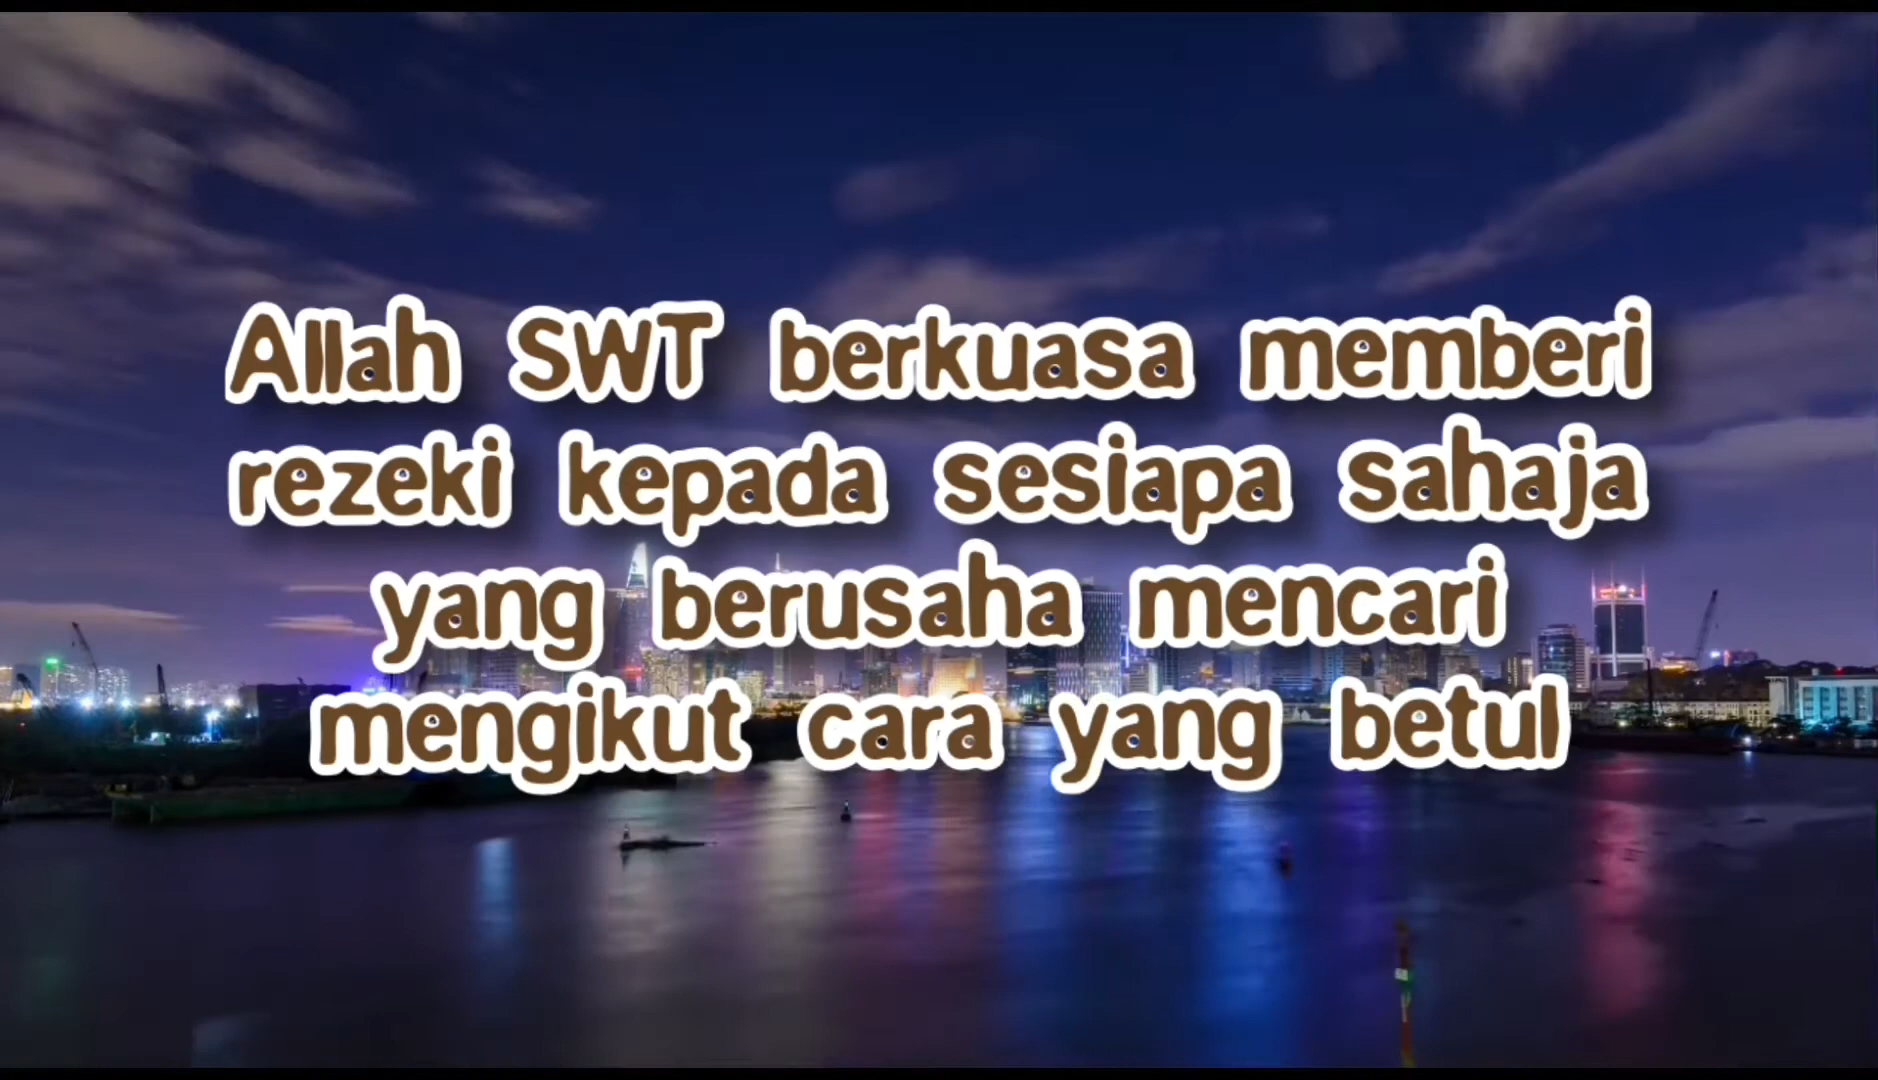 Allah SWT berkuasa memberi
rezeki kepada sesiapa sahaja
yang berusaha mencari
mengikut cara yang betul